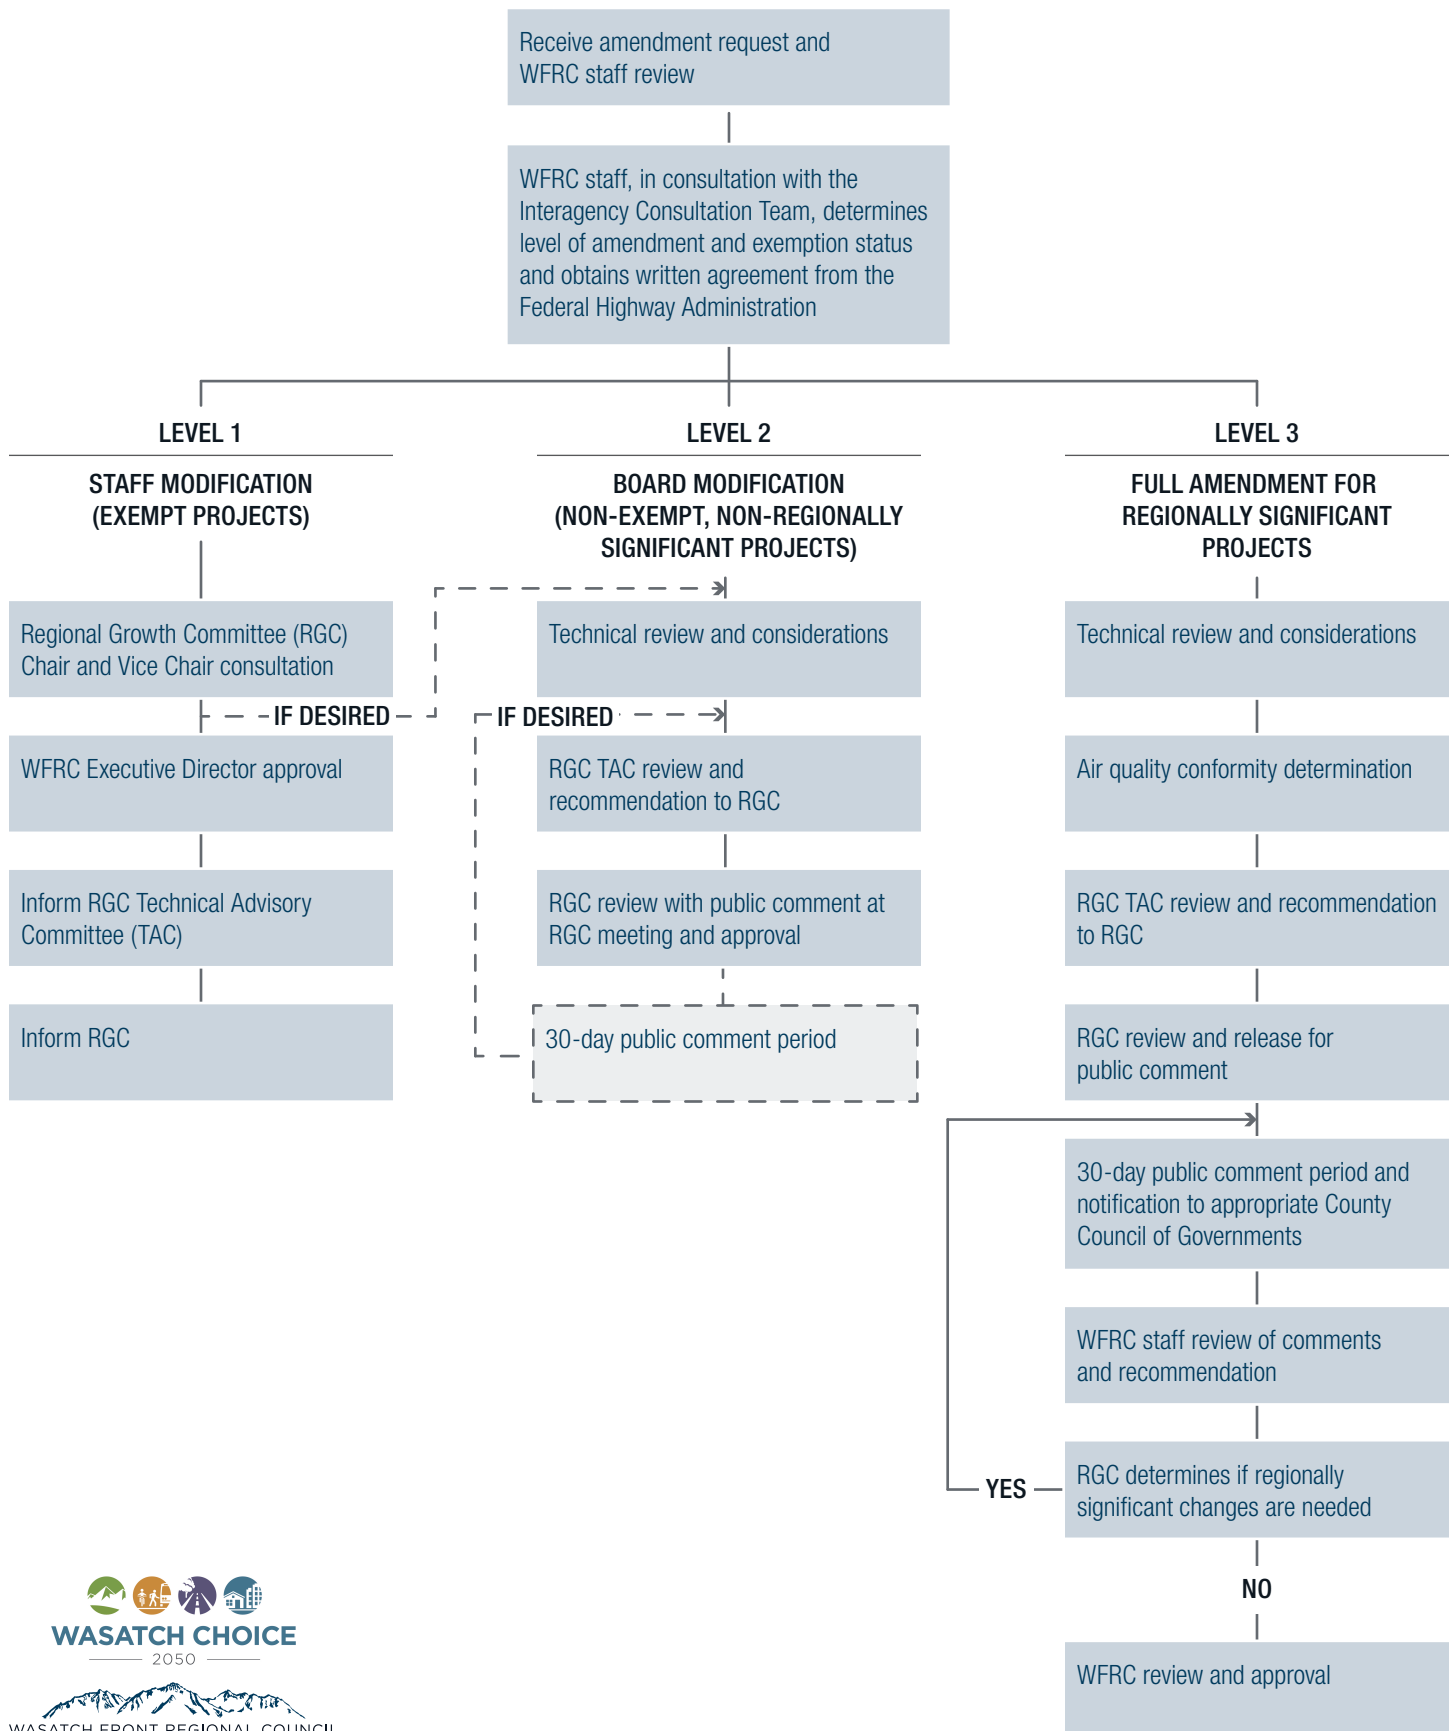 Receive amendment request and
WFRC staff review
WFRC staff, in consultation with the
Interagency Consultation Team, determines
level of amendment and exemption status
and obtains written agreement from the
Federal Highway Administration
LEVEL 1
STAFF MODIFICATION
(EXEMPT PROJECTS)
Regional Growth Committee (RGC)
Chair and Vice Chair consultation
IF DESIRED
WFRC Executive Director approval
Inform RGC Technical Advisory
Committee (TAC)
Inform RGC
LEVEL 2
BOARD MODIFICATION
(NON-EXEMPT, NON-REGIONALLY
SIGNIFICANT PROJECTS)
Technical review and considerations
IF DESIRED
RGC TAC review and
recommendation to RGC
RGC review with public comment at
RGC meeting and approval
30-day public comment period
LEVEL 3
FULL AMENDMENT FOR
REGIONALLY SIGNIFICANT
PROJECTS
Technical review and considerations
Air quality conformity determination
RGC TAC review and recommendation
to RGC
RGC review and release for
public comment
30-day public comment period and
notification to appropriate County
Council of Governments
WFRC staff review of comments
and recommendation
RGC determines if regionally
significant changes are needed
YES
NO
WFRC review and approval
WASATCH CHOICE
2050
WASATCH FRONT REGIONAL COUNCIL